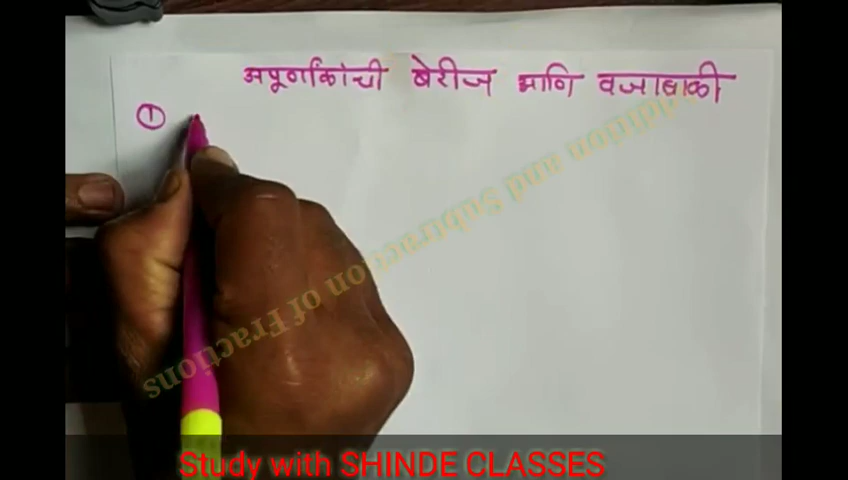 अपूर्णांकांची बेरीज आणि वजाबाकी
①
Addition and Subtraction of Fractions
Study with SHINDE CLASSES